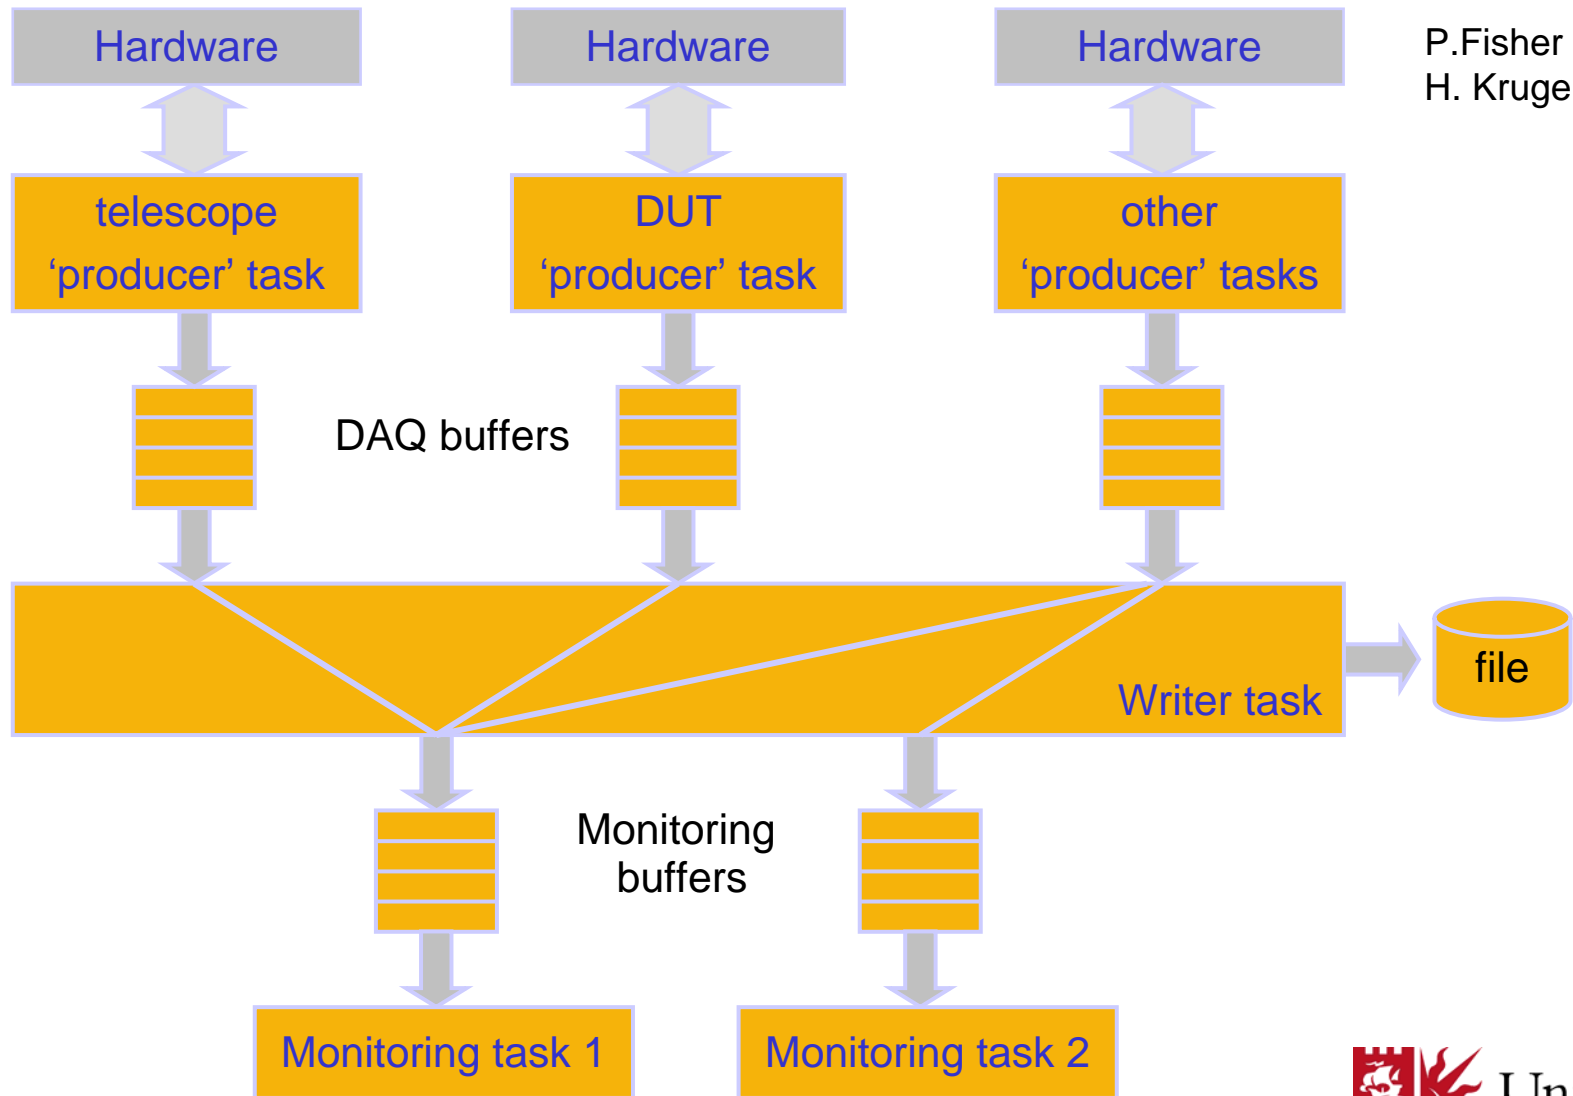 Hardware
Hardware
Hardware
P.Fisher
H. Kruge
telescope
‘producer’ task
DUT
‘producer’ task
other
‘producer’ tasks
DAQ buffers
Writer task
file
Monitoring
buffers
Monitoring task 1
Monitoring task 2
Un